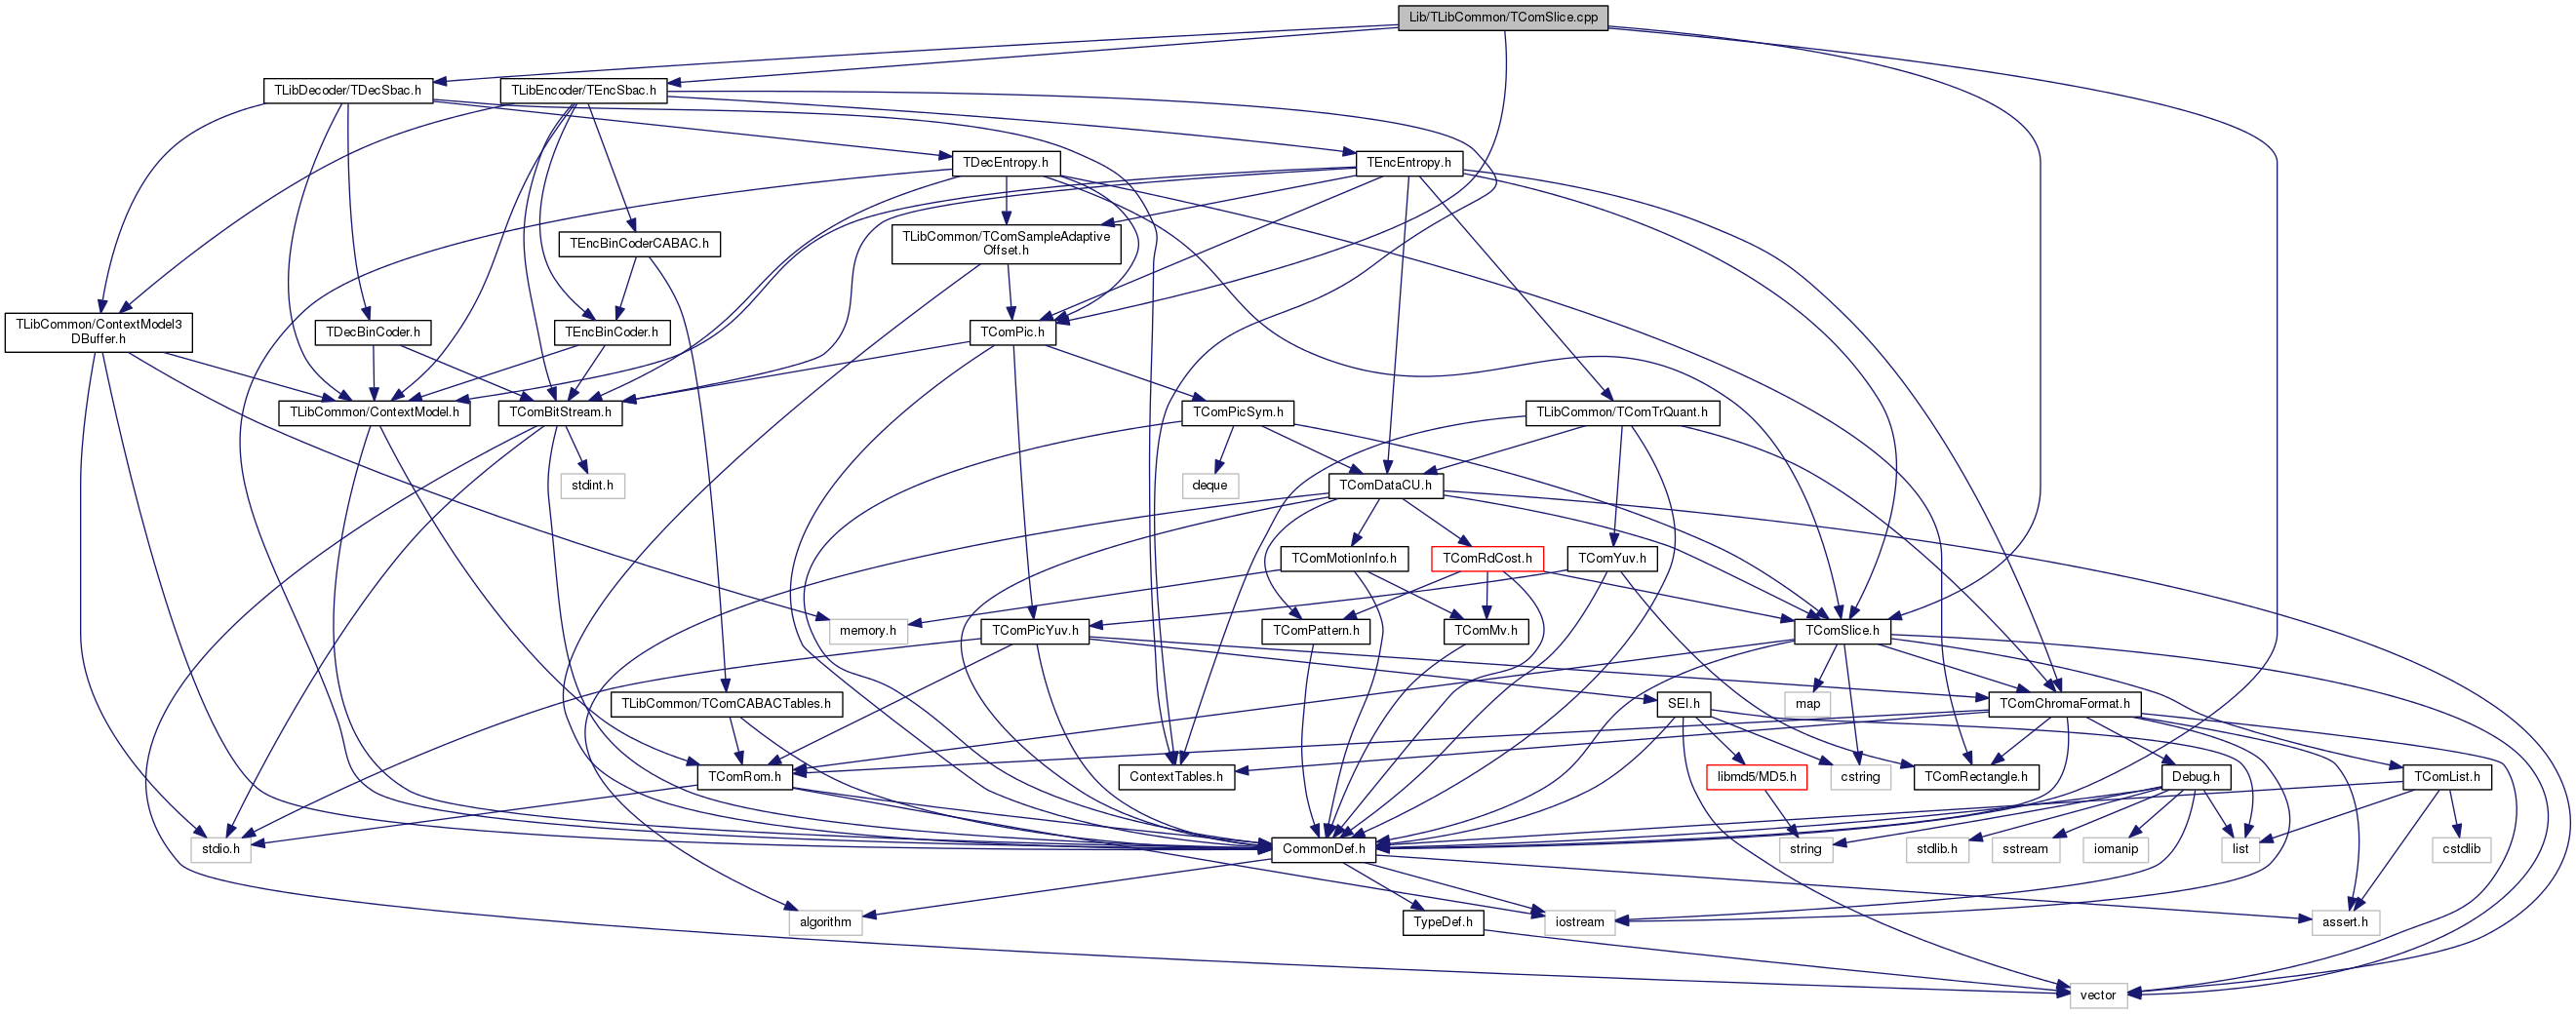 Lib/TLibCommon/TComSlice.cpp
TLibDecoder/TDecSbac.h
TLibEncoder/TEncSbac.h
TDecEntropy.h
TEncEntropy.h
TEncBinCoderCABAC.h
TLibCommon/TComSampleAdaptive
Offset.h
TLibCommon/ContextModel3
DBuffer.h
TDecBinCoder.h
TEncBinCoder.h
TComPic.h
TLibCommon/ContextModel.h
TComBitStream.h
TComPicSym.h
TLibCommon/TComTrQuant.h
stdint.h
deque
TComDataCU.h
TComMotionInfo.h
TComRdCost.h
TComYuv.h
memory.h
TComPicYuv.h
TComPattern.h
TComMv.h
TComSlice.h
TLibCommon/TComCABACTables.h
SEI.h
map
TComChromaFormat.h
TComRom.h
ContextTables.h
libmd5/MD5.h
cstring
TComRectangle.h
Debug.h
TComList.h
stdio.h
CommonDef.h
string
stdlib.h
sstream
iomanip
list
cstdlib
algorithm
TypeDef.h
iostream
assert.h
vector